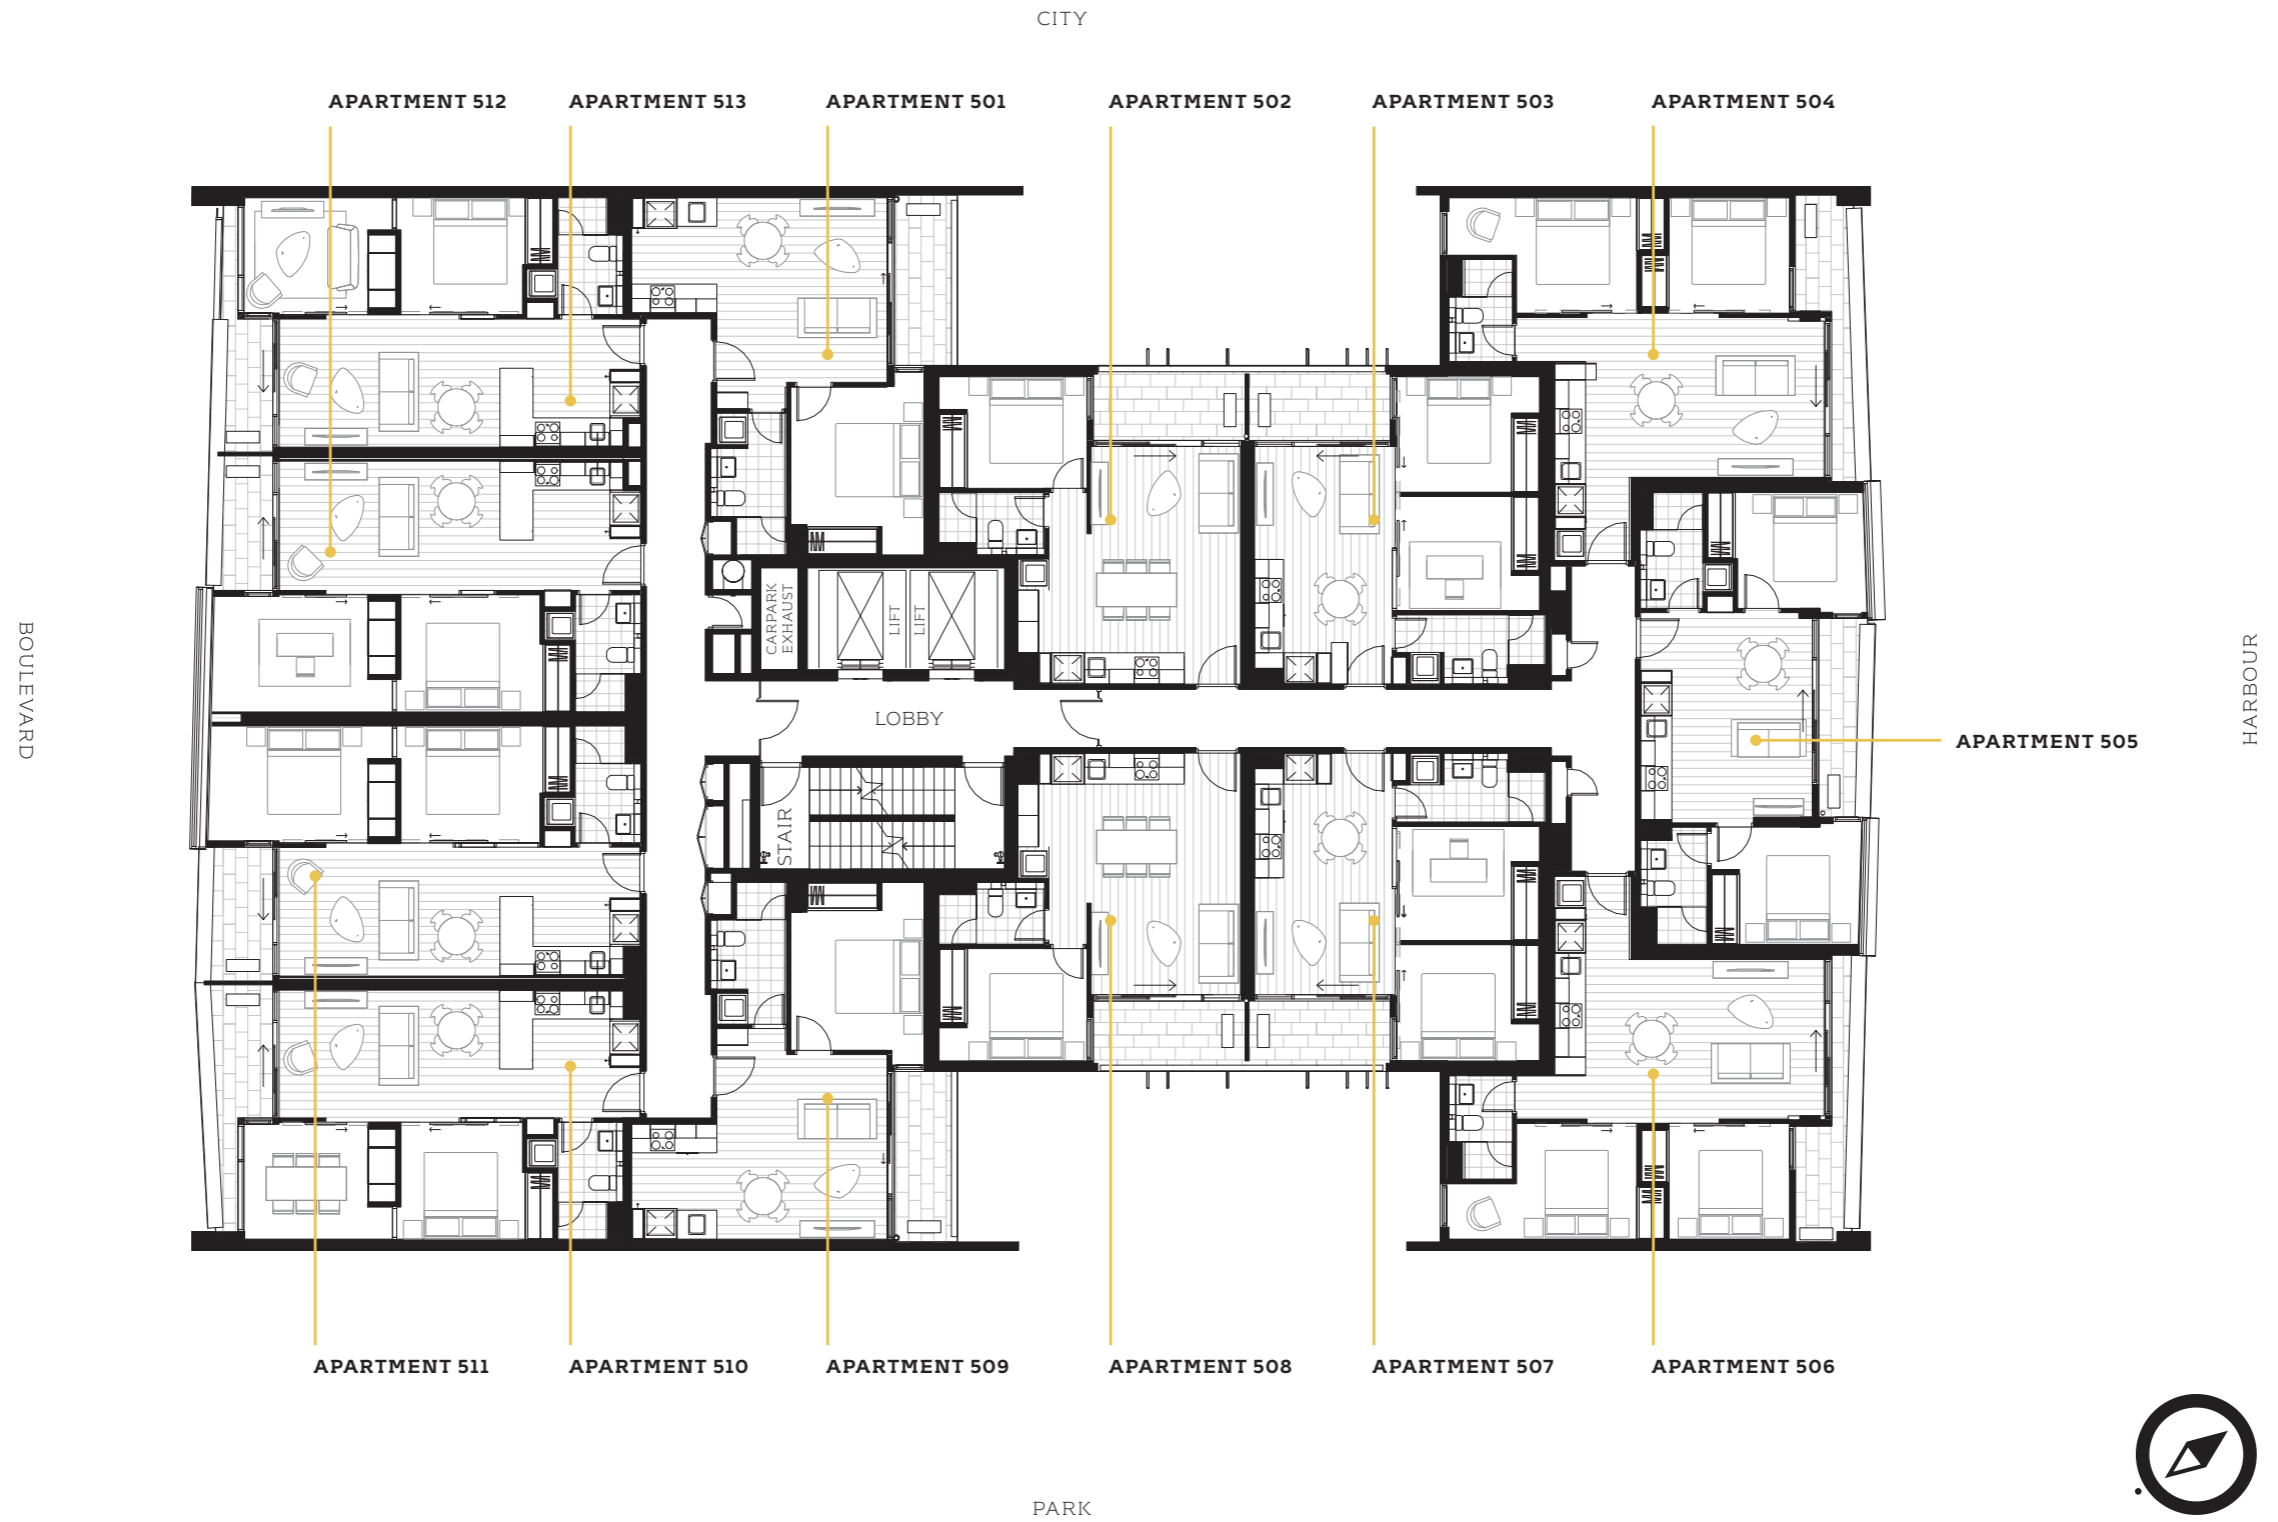 CITY
APARTMENT 512
APARTMENT 513
APARTMENT 501
APARTMENT 502
APARTMENT 503
APARTMENT 504
CARPARK
EXHAUST
LIFT
LIFT
BOULEVARD
HARBOUR
LOBBY
APARTMENT 505
STAIR
APARTMENT 511
APARTMENT 510
APARTMENT 509
APARTMENT 508
APARTMENT 507
APARTMENT 506
PARK